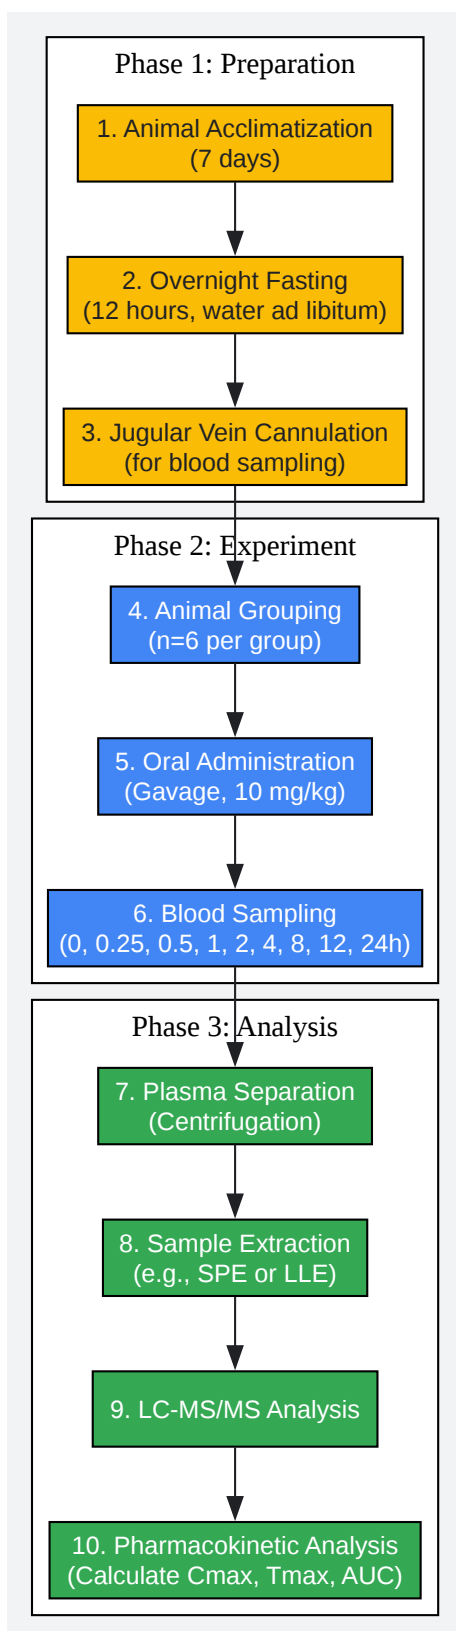 Phase 1: Preparation
1. Animal Acclimatization
(7 days)
2. Overnight Fasting
(12 hours, water ad libitum)
3. Jugular Vein Cannulation
(for blood sampling)
Phase 2: Experiment
4. Animal Grouping
(n=6 per group)
5. Oral Administration
(Gavage, 10 mg/kg)
6. Blood Sampling
(0, 0.25, 0.5, 1, 2, 4, 8, 12, 24h)
Phase 3: Analysis
7. Plasma Separation
(Centrifugation)
8. Sample Extraction
(e.g., SPE or LLE)
9. LC-MS/MS Analysis
10. Pharmacokinetic Analysis
(Calculate Cmax, Tmax, AUC)